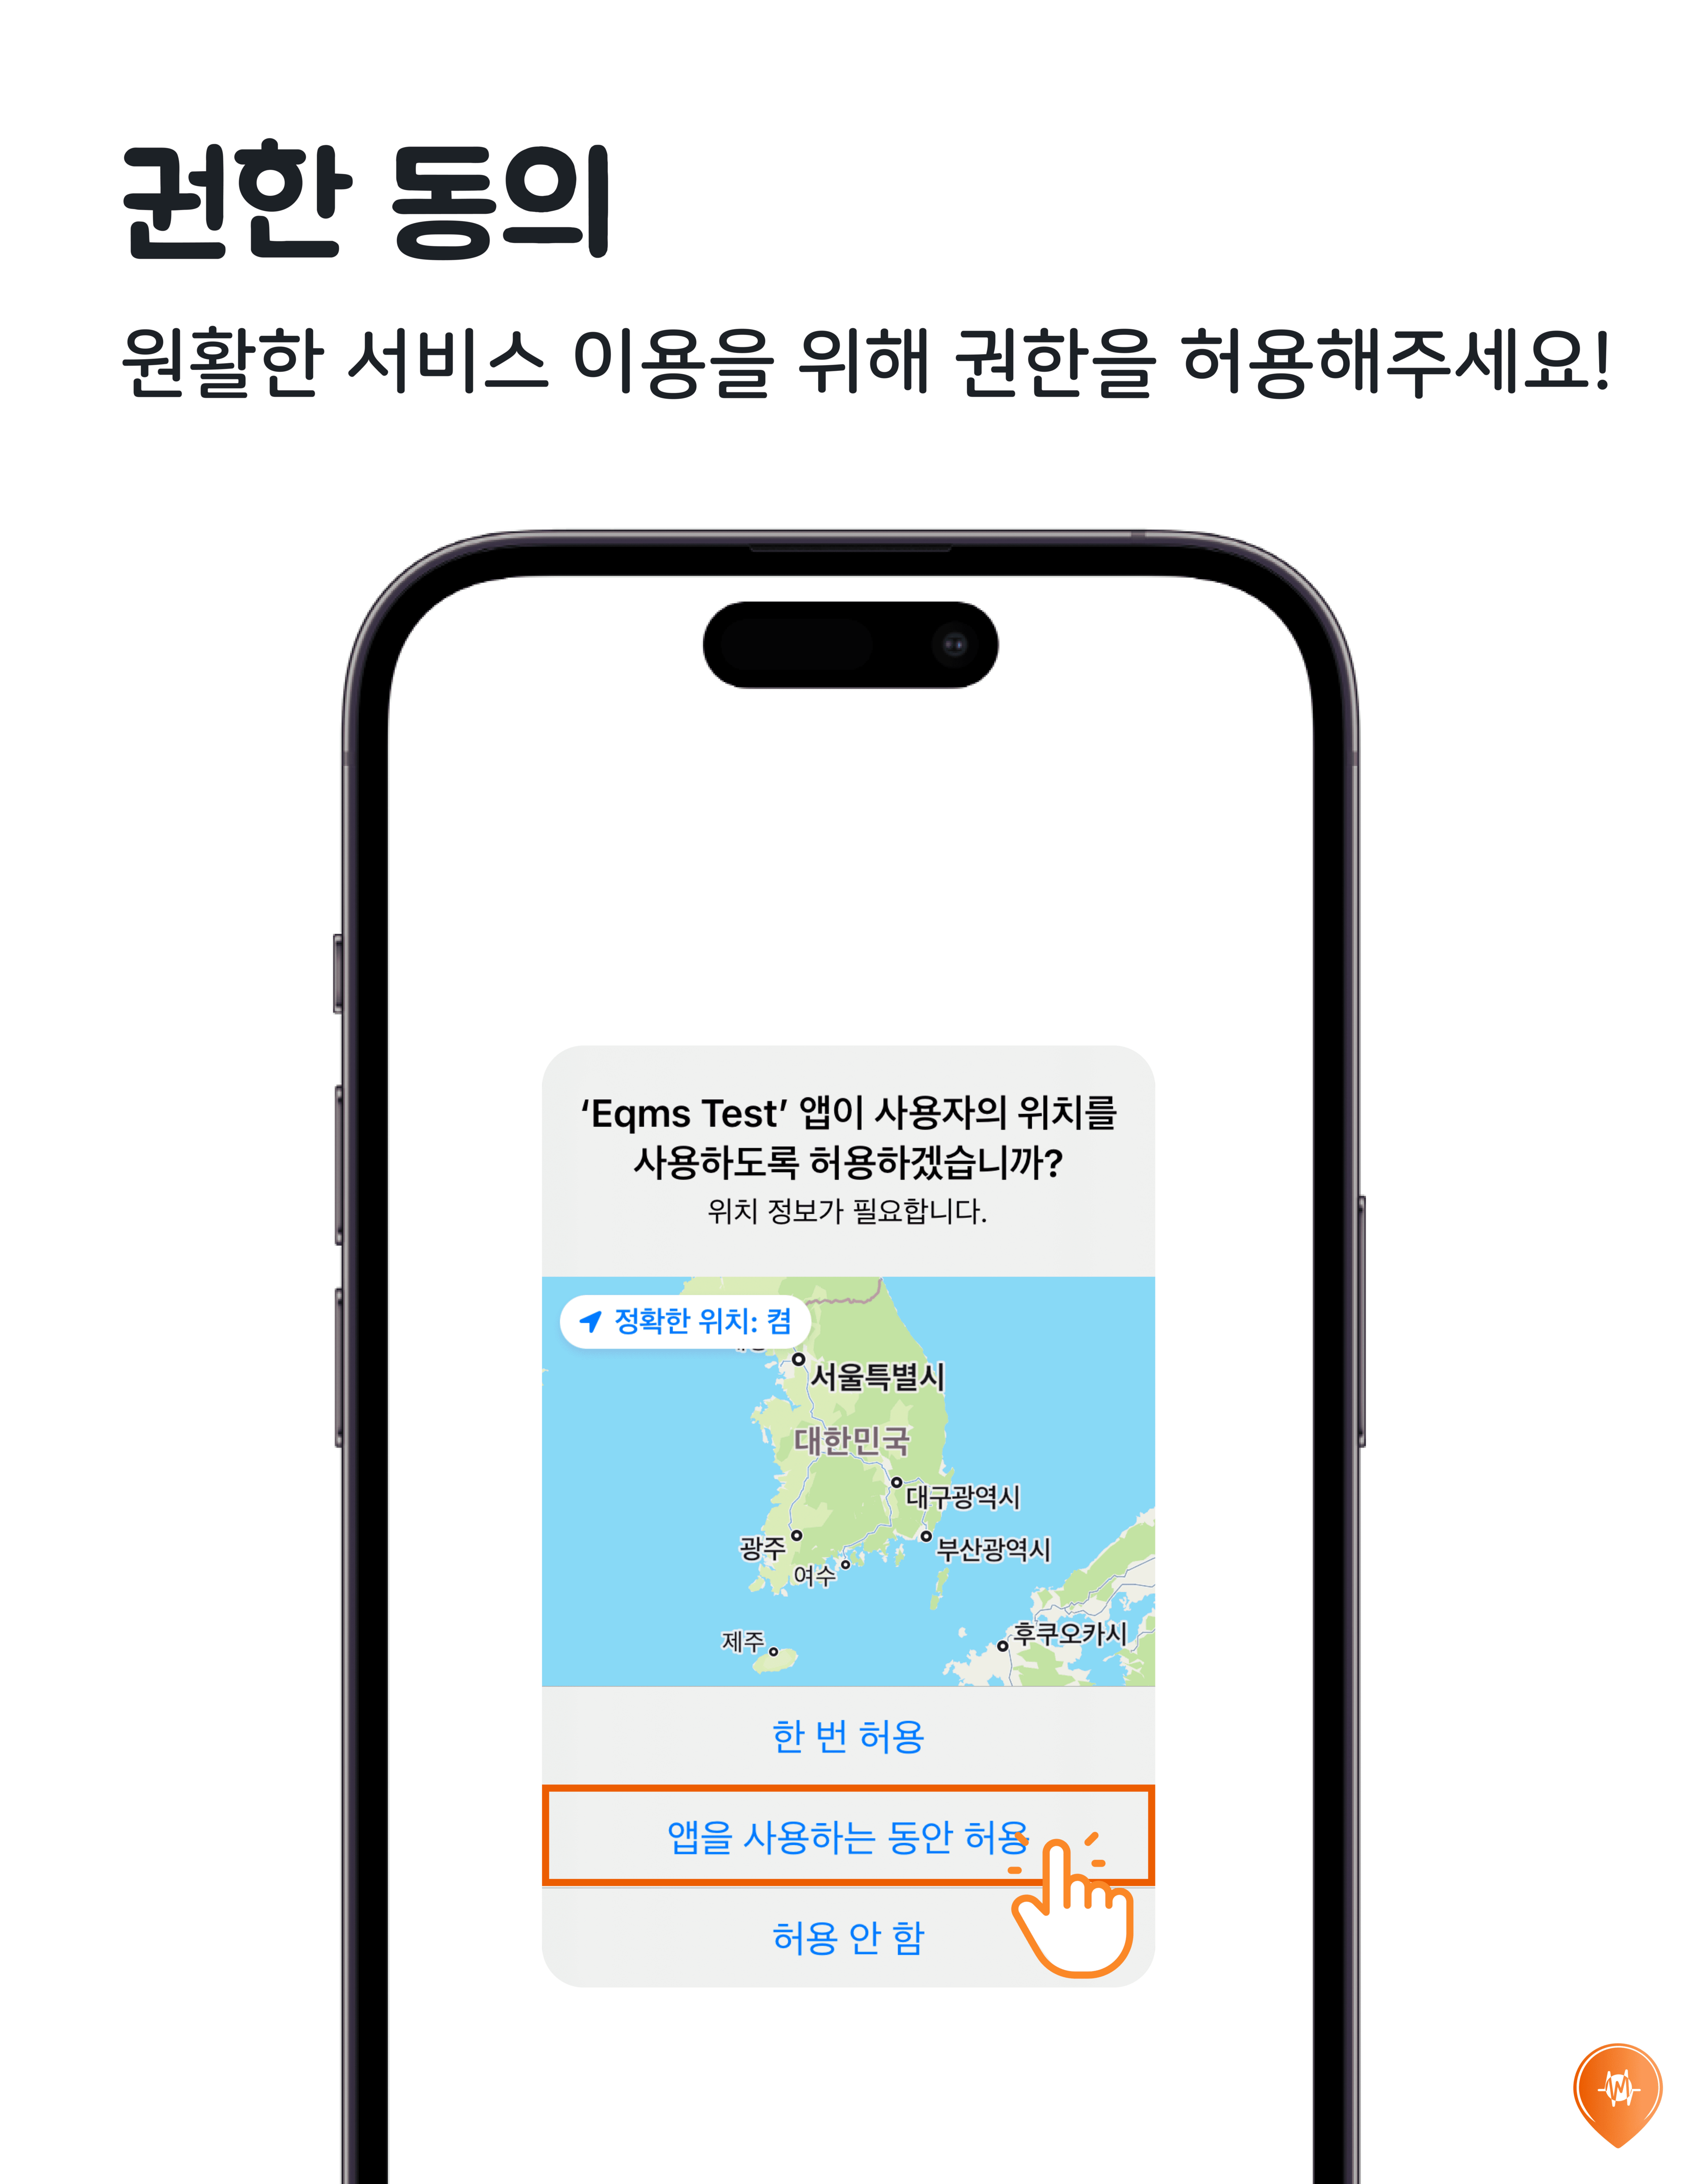 권한 동의
원활한 서비스 이용을 위해 권한을 허용해주세요!
‘Eqms Test’ 앱이 사용자의 위치를
사용하도록 허용하겠습니까?
위치 정보가 필요합니다.
정확한 위치: 켬
서울특별시
대한민국
대구광역시
광주
부산광역시
여수
후쿠오카시
제주
한 번 허용
앱을 사용하는 동안 허용
허용 안 함